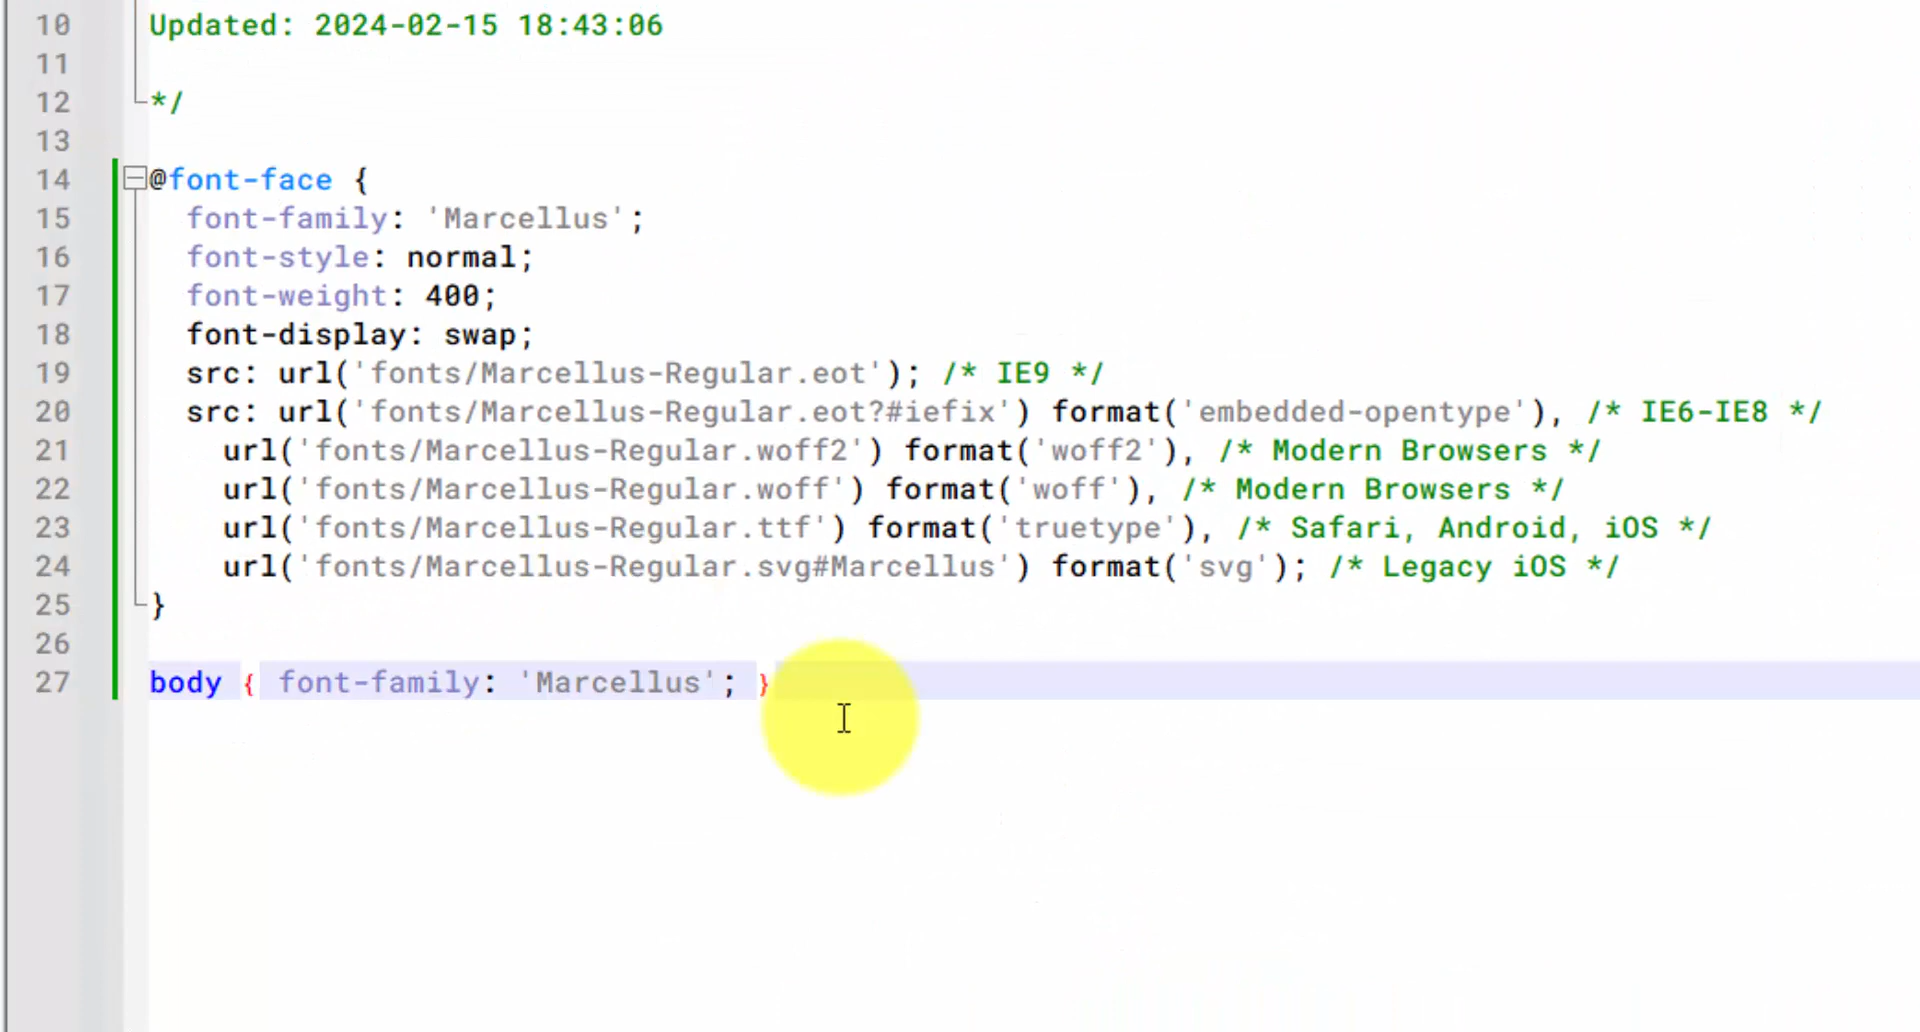 10 Updated: 2024-02-15 18:43:06
11
12 */
13
14 @font-face {
15 font-family: 'Marcellus';
16 font-style: normal;
17 font-weight: 400;
18 font-display: swap;
19 src: url('fonts/Marcellus-Regular.eot'); /* IE9 */
20 src: url('fonts/Marcellus-Regular.eot?#iefix') format('embedded-opentype'), /* IE6-IE8 */
21 url('fonts/Marcellus-Regular.woff2') format('woff2'), /* Modern Browsers */
22 url('fonts/Marcellus-Regular.woff') format('woff'), /* Modern Browsers */
23 url('fonts/Marcellus-Regular.ttf') format('truetype'), /* Safari, Android, iOS */
24 url('fonts/Marcellus-Regular.svg#Marcellus') format('svg'); /* Legacy iOS */
25 }
26
27 body { font-family: 'Marcellus'; }